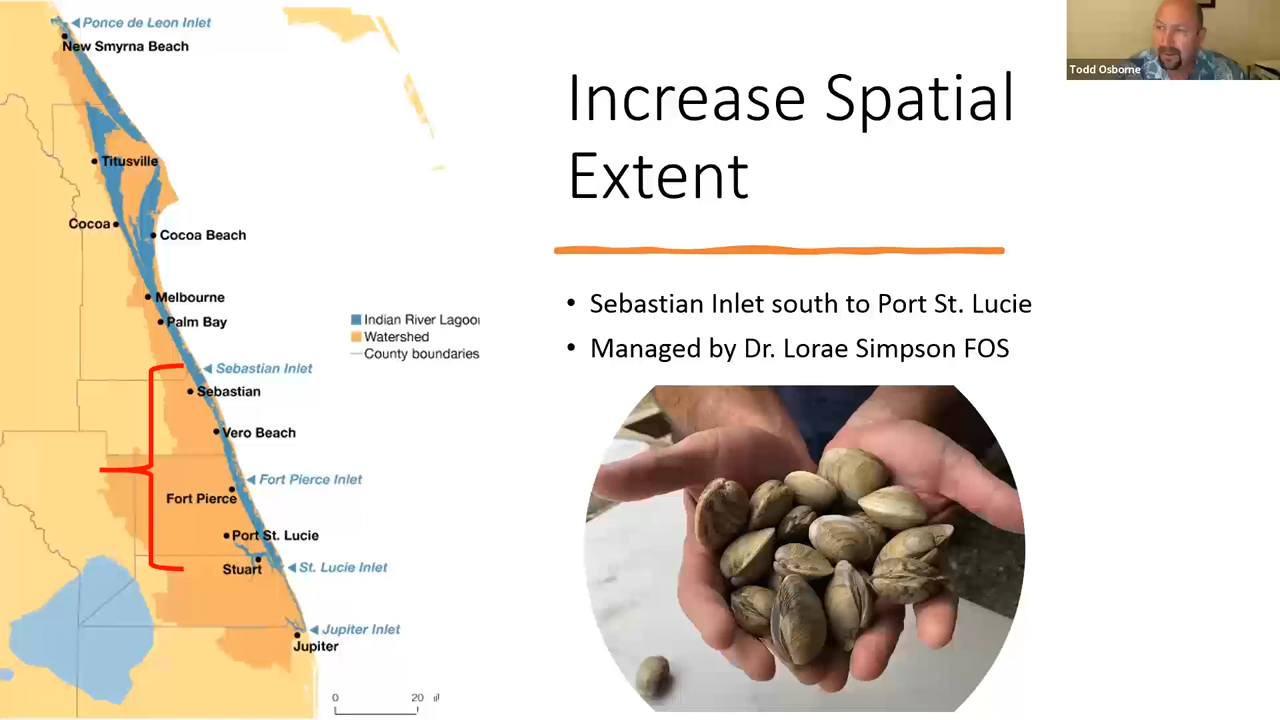 Ponce de Leon Inlet
New Smyrna Beach
Titusville
Cocoa
Cocoa Beach
Melbourne
Palm Bay
Indian River Lagoo
Watershed
County boundaries
Sebastian Inlet
Sebastian
Vero Beach
Fort Pierce Inlet
Fort Pierce
Port St. Lucie
Stuart
St. Lucie Inlet
Jupiter Inlet
Jupiter
0 20
Increase Spatial
Extent
• Sebastian Inlet south to Port St. Lucie
• Managed by Dr. Lorae Simpson FOS
Todd Osborne